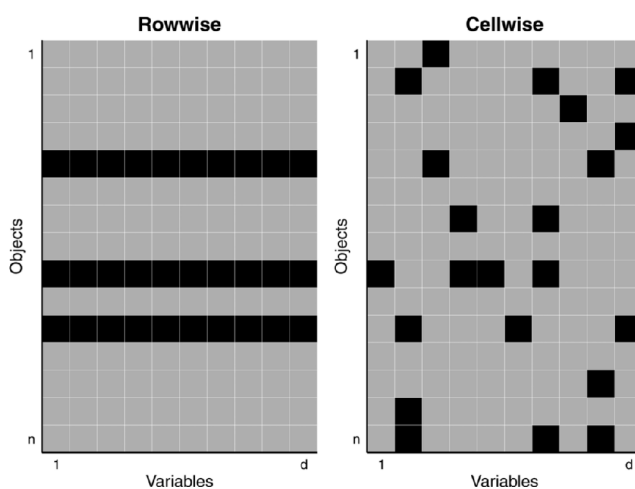 Rowwise
1
Objects
n
1
d
Variables
Cellwise
1
Objects
n
1
d
Variables